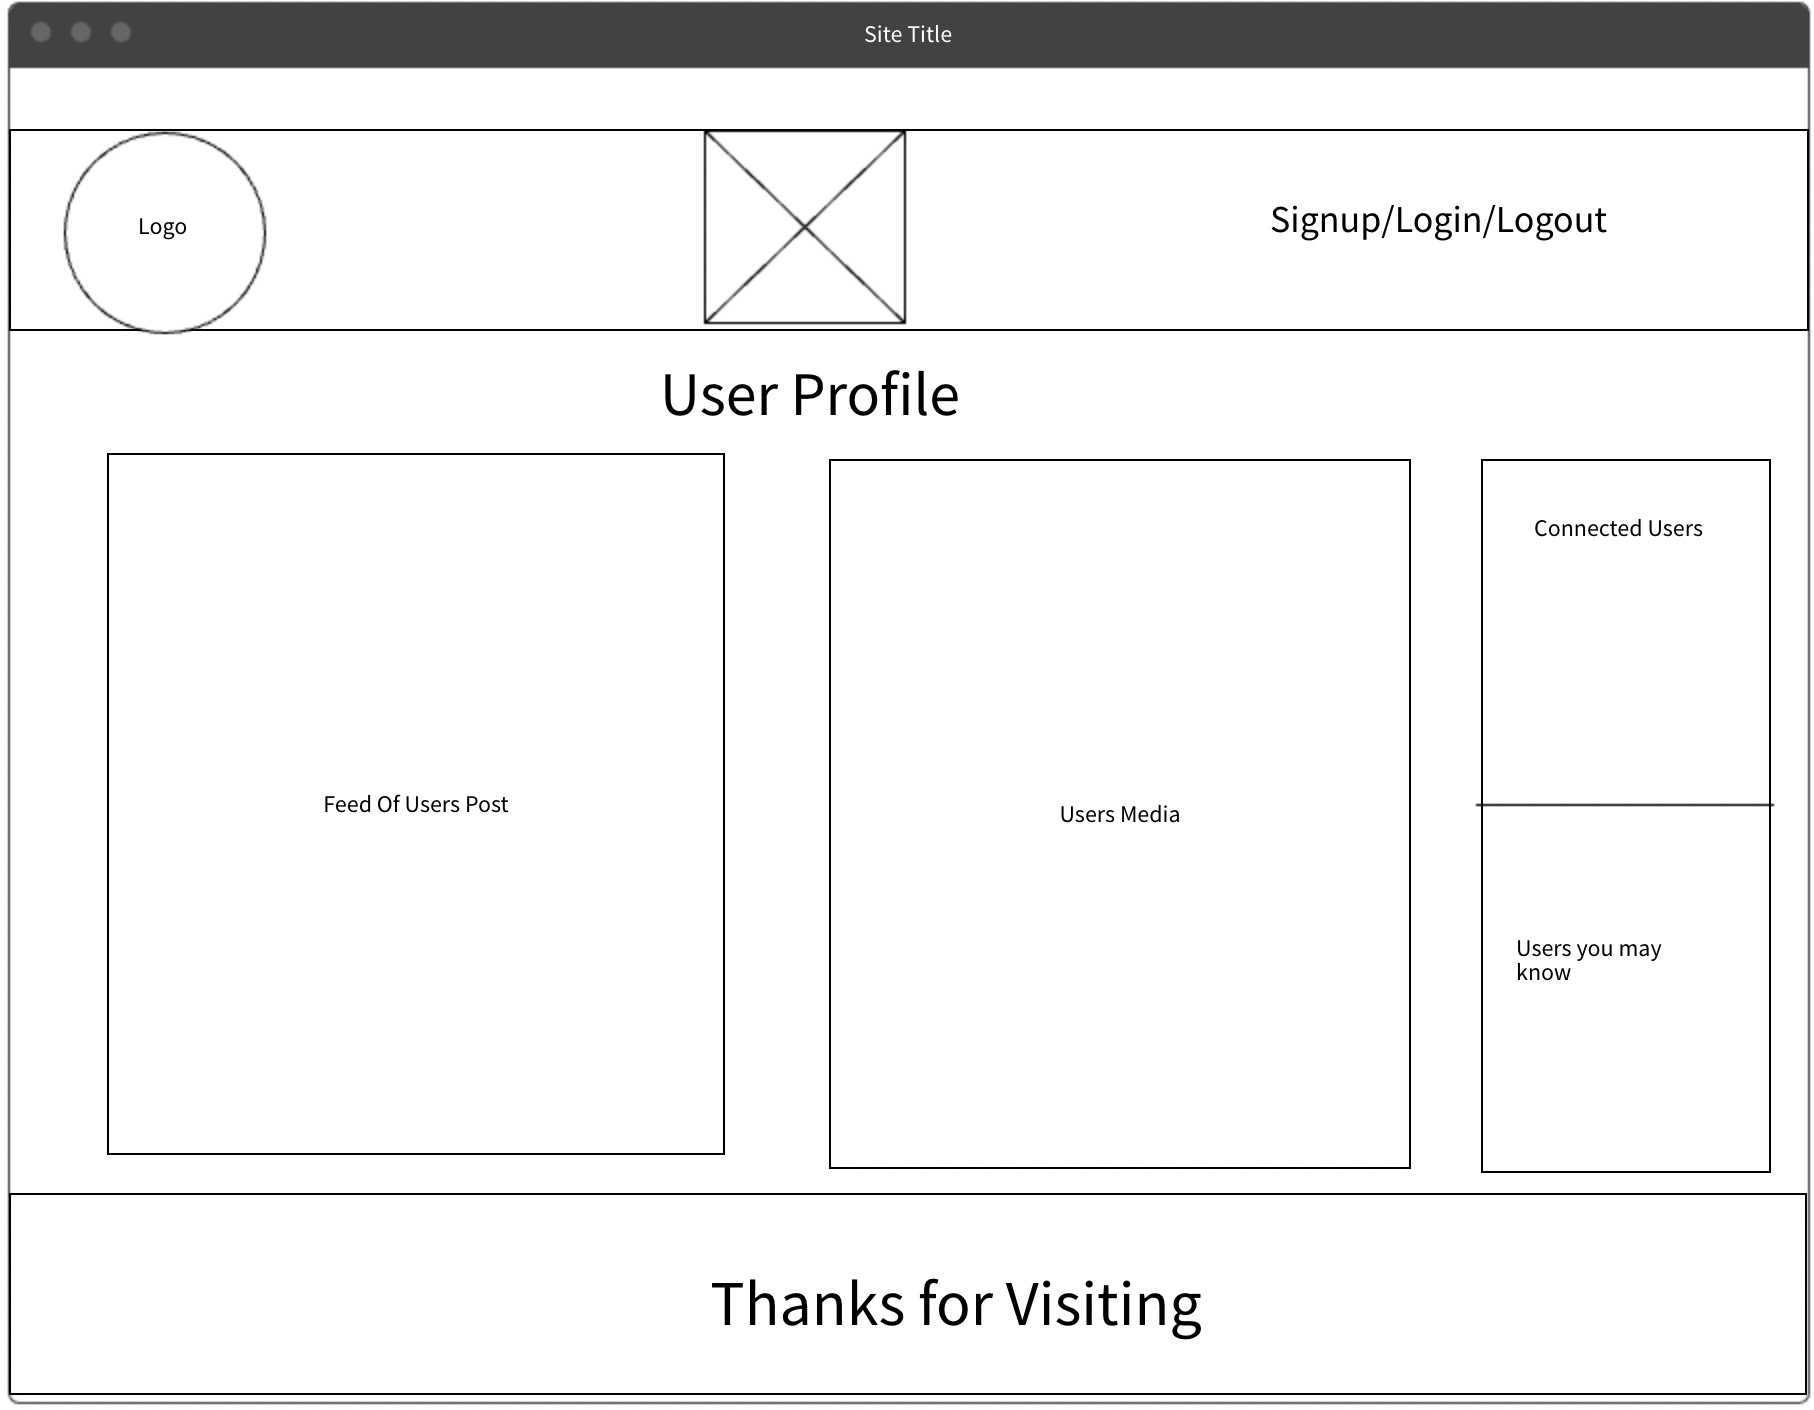 Site Title
Logo
Signup/Login/Logout
User Profile
Feed Of Users Post
Users Media
Connected Users
Users you may
know
Thanks for Visiting